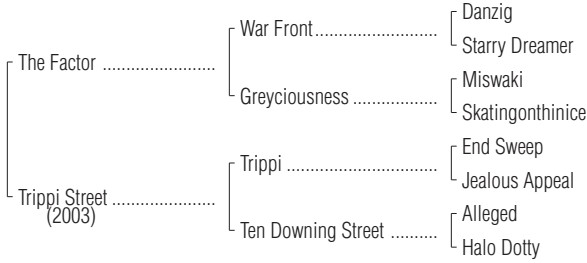 Danzig
War Front
Starry Dreamer
The Factor
Miswaki
Greyciousness
Skatingonthinice
End Sweep
Trippi
Jealous Appeal
Trippi Street
(2003)
Alleged
Ten Downing Street
Halo Dotty